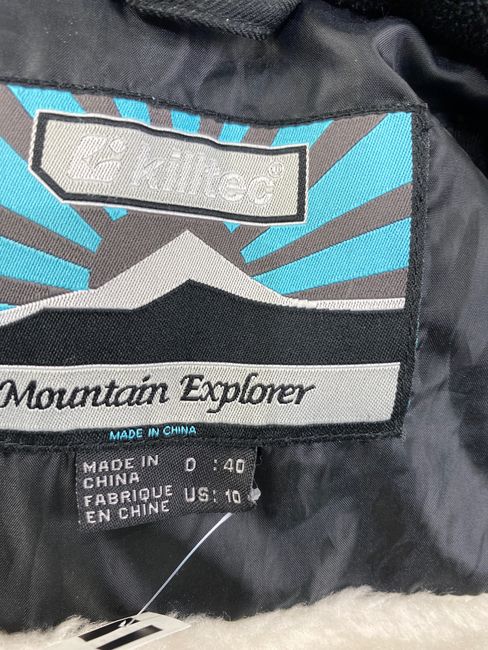 killtec®
Mountain Explorer
MADE IN CHINA
MADE IN
CHINA
FABRIQUE
EN CHINE
D :40
US: 10